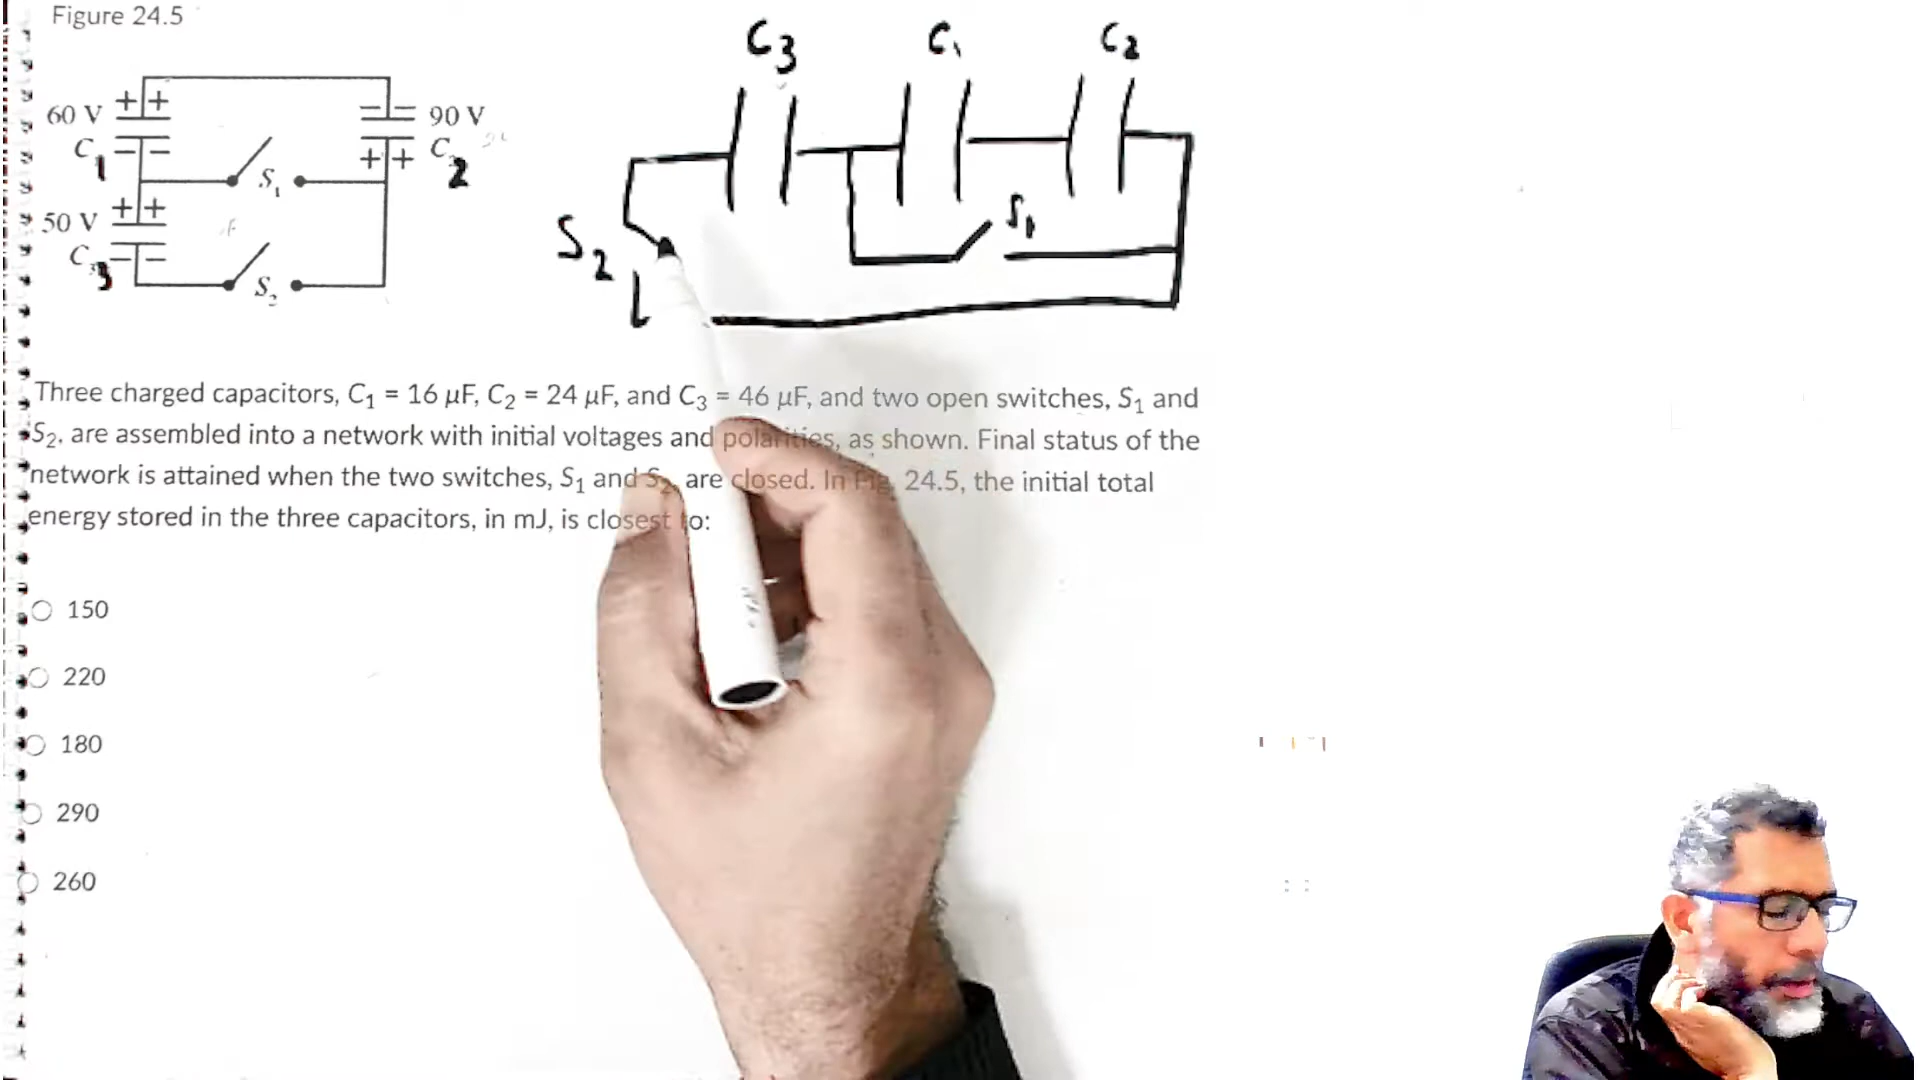 Figure 24.5
C3 C1 C2
60 V ++ 90 V
C1 -- ++ C2
S1
S1
50 V ++
S2
C3 --
S2
Three charged capacitors, C₁ = 16 μF, C₂ = 24 μF, and C₃ = 46 μF, and two open switches, S₁ and
S₂, are assembled into a network with initial voltages and polarities, as shown. Final status of the
network is attained when the two switches, S₁ and S₂, are closed. In Fig. 24.5, the initial total
energy stored in the three capacitors, in mJ, is closest to:
150
220
180
290
260